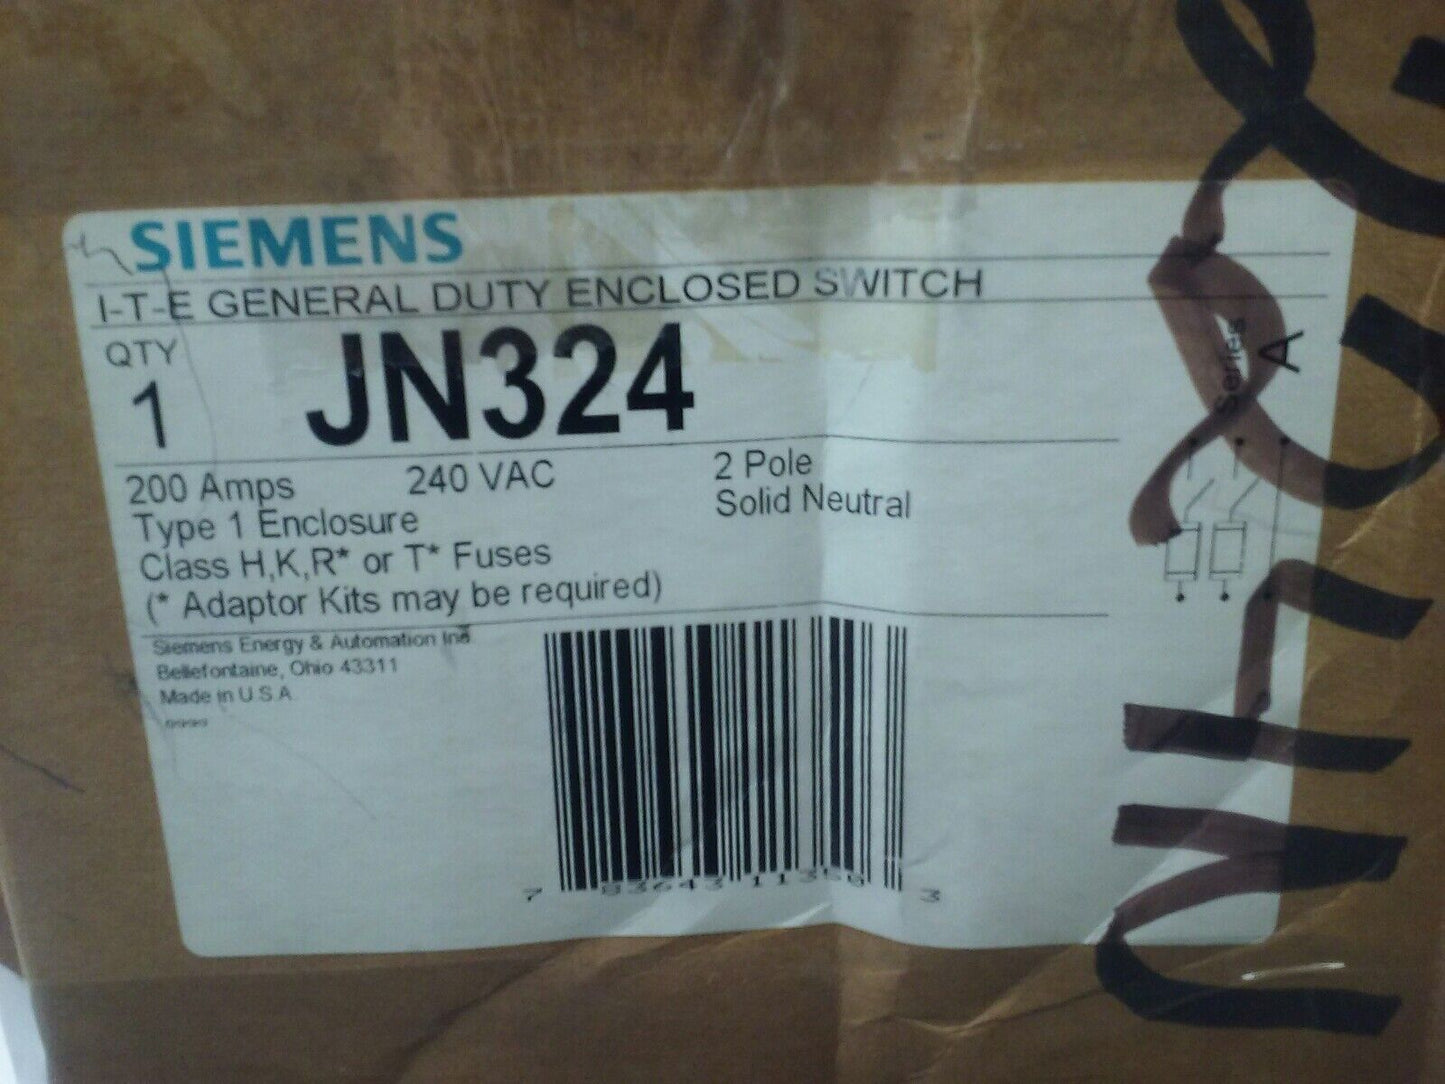 SIEMENS
I-T-E GENERAL DUTY ENCLOSED SWITCH
QTY
1
JN324
200 Amps 240 VAC 2 Pole
Type 1 Enclosure Solid Neutral
Class H,K,R* or T* Fuses
(* Adaptor Kits may be required)
Siemens Energy & Automation Inc
Bellefontaine, Ohio 43311
Made in U.S.A.
Series
A